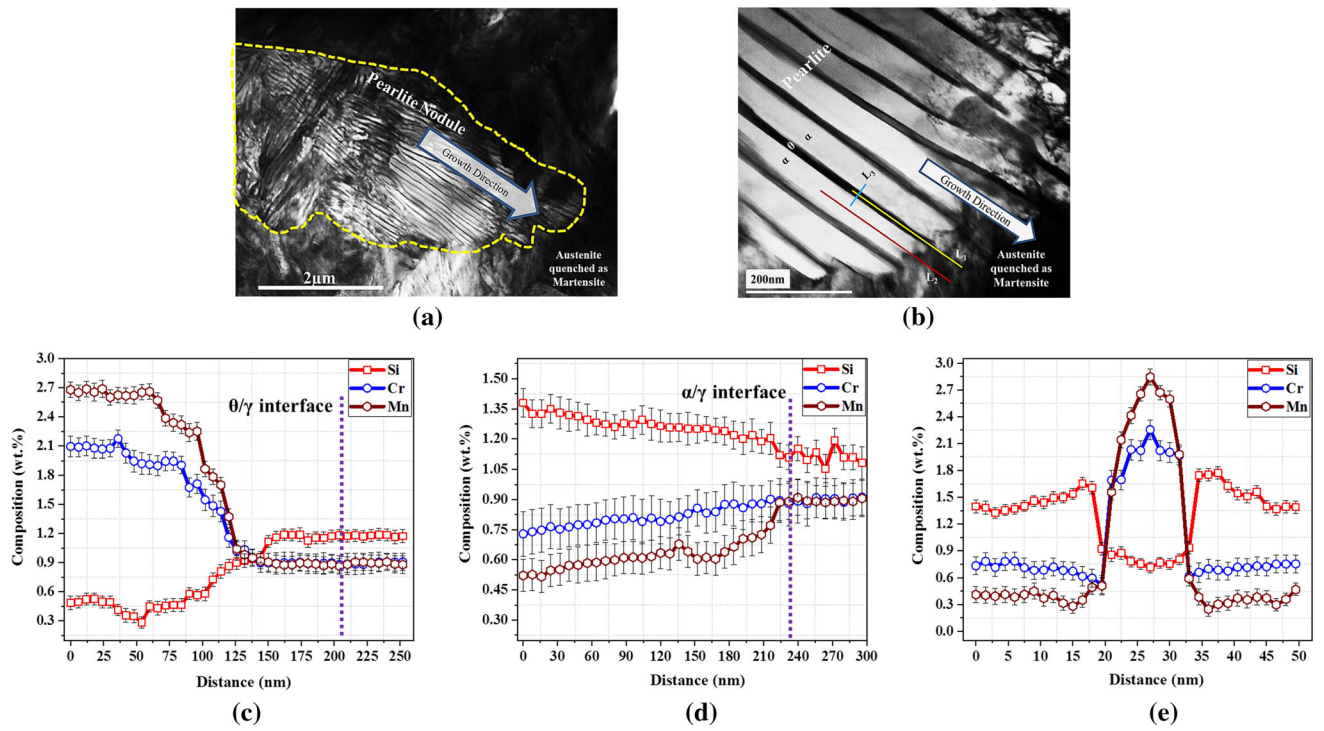 Pearlite Nodule
Growth Direction
2μm
Austenite
quenched as
Martensite
(a)
Pearlite
α θ α
L3
Growth Direction
L1
L2
200nm
Austenite
quenched as
Martensite
(b)
3.0
2.7
2.4
2.1
1.8
1.5
1.2
0.9
0.6
0.3
Composition (wt.%)
Si
Cr
Mn
θ/γ interface
0 25 50 75 100 125 150 175 200 225 250
Distance (nm)
(c)
1.50
1.35
1.20
1.05
0.90
0.75
0.60
0.45
0.30
Composition (wt.%)
Si
Cr
Mn
α/γ interface
0 30 60 90 120 150 180 210 240 270 300
Distance (nm)
(d)
3.0
2.7
2.4
2.1
1.8
1.5
1.2
0.9
0.6
0.3
0.0
Composition (wt.%)
Si
Cr
Mn
0 5 10 15 20 25 30 35 40 45 50
Distance (nm)
(e)